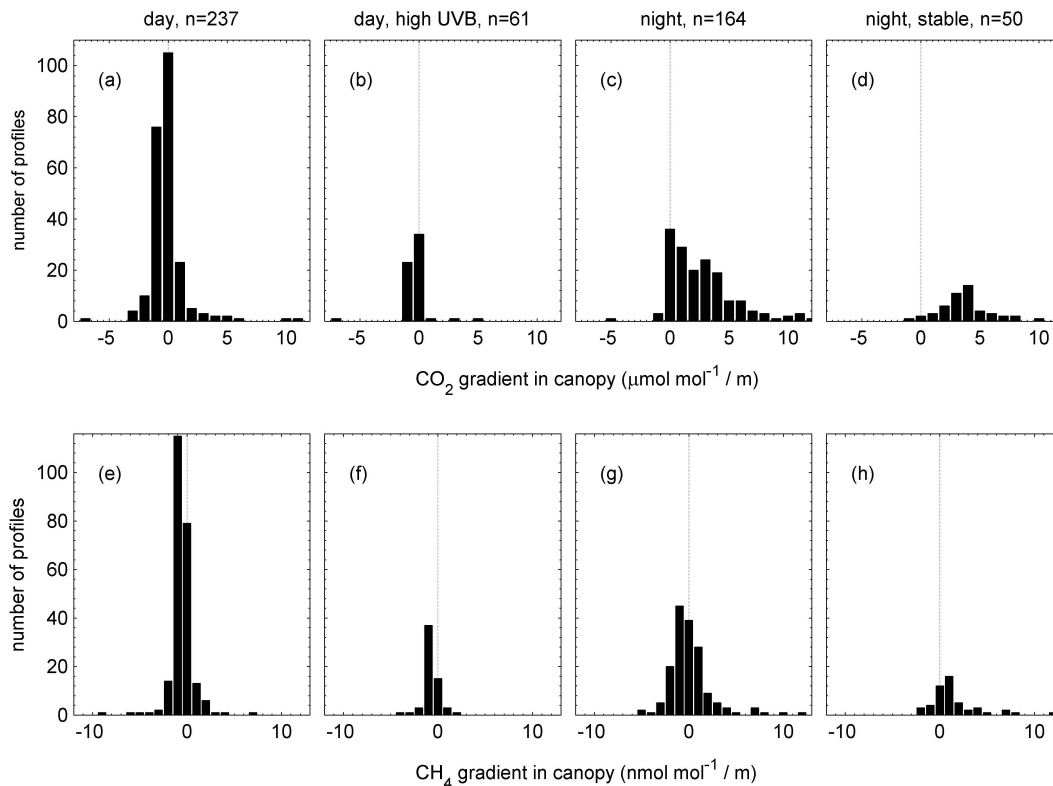 day, n=237
day, high UVB, n=61
night, n=164
night, stable, n=50
number of profiles
100
80
60
40
20
0
(a)
(b)
(c)
(d)
-5 0 5 10
-5 0 5 10
-5 0 5 10
-5 0 5 10
CO2 gradient in canopy (μmol mol-1 / m)
number of profiles
100
80
60
40
20
0
(e)
(f)
(g)
(h)
-10 0 10
-10 0 10
-10 0 10
-10 0 10
CH4 gradient in canopy (nmol mol-1 / m)